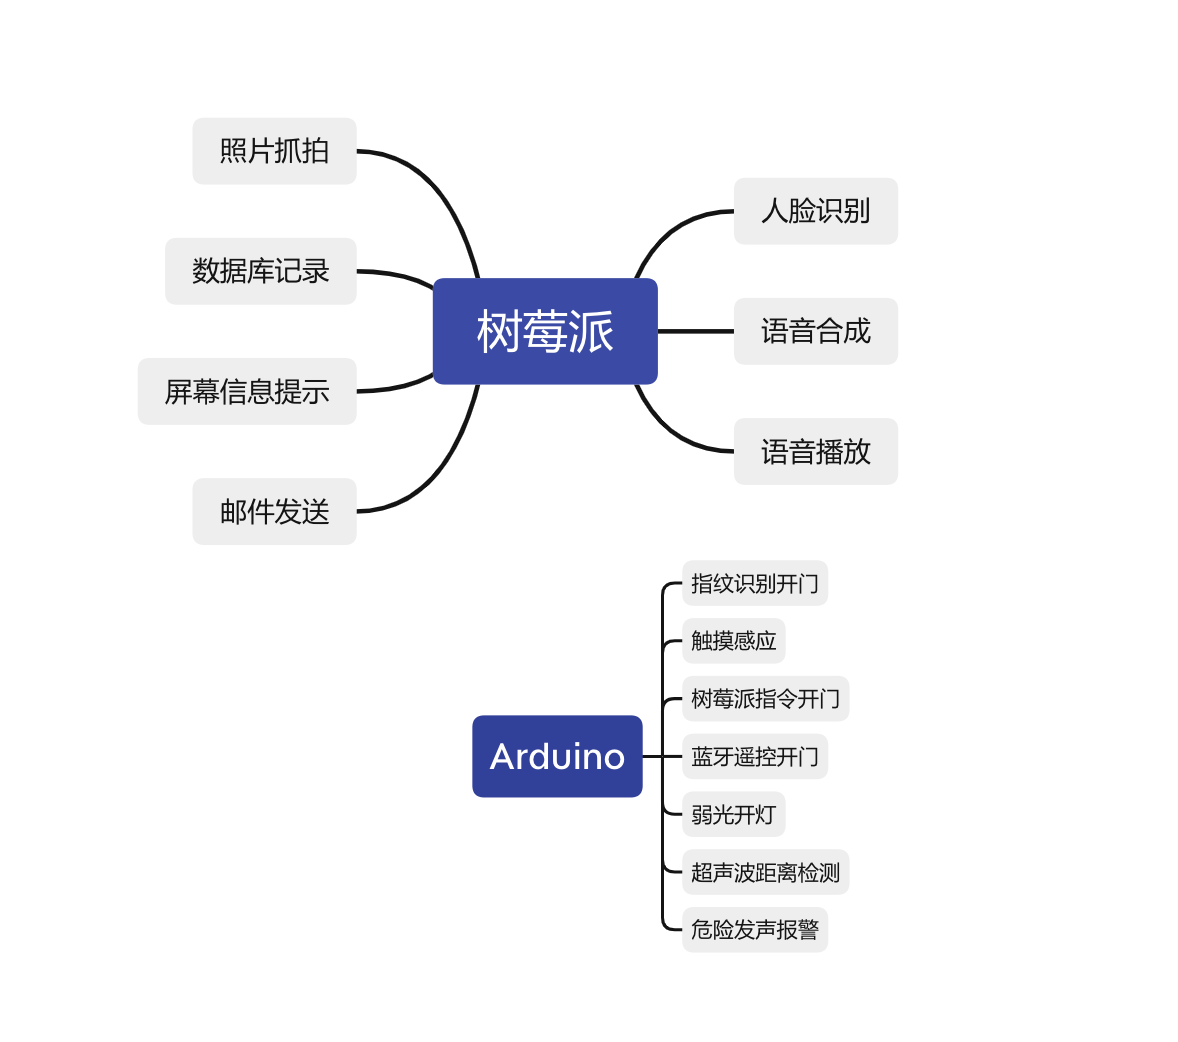 照片抓拍
数据库记录
屏幕信息提示
邮件发送
树莓派
人脸识别
语音合成
语音播放
Arduino
指纹识别开门
触摸感应
树莓派指令开门
蓝牙遥控开门
弱光开灯
超声波距离检测
危险发声报警